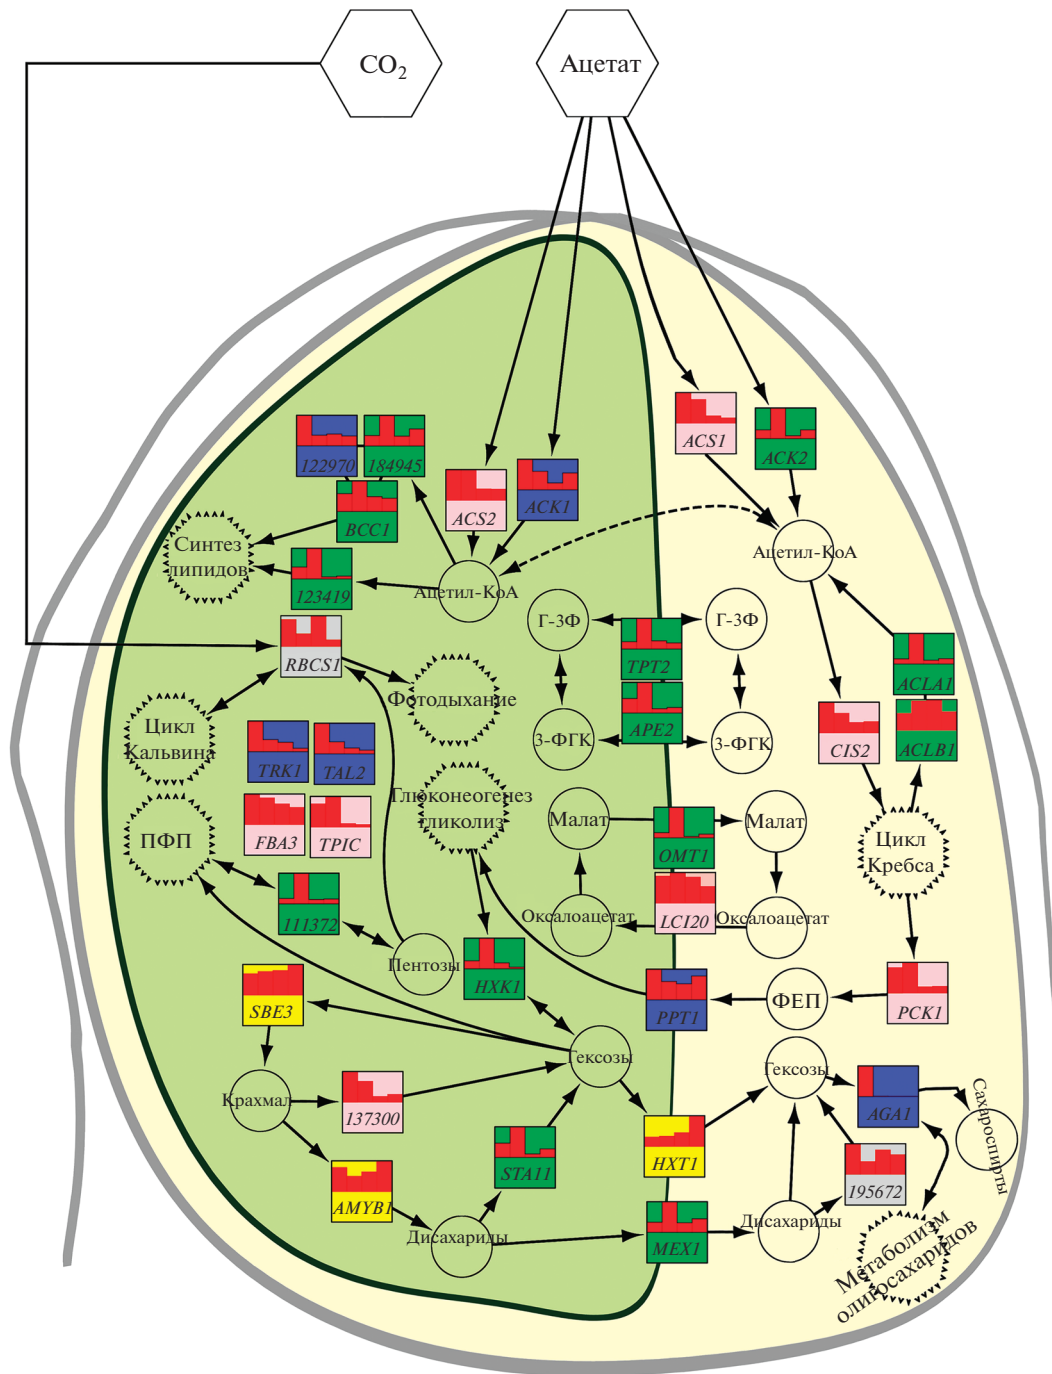 CO₂
Ацетат
ACS1
ACK2
122970
184945
ACS2
ACK1
BCC1
Синтез
липидов
123419
Ацетил-КоА
Ацетил-КоА
Г-3Ф
Г-3Ф
TPT2
RBCS1
ACLA1
Фотодыхание
APE2
3-ФГК
3-ФГК
CIS2
ACLB1
Цикл
Кальвина
TRK1
TAL2
Глюконеогенез
гликолиз
FBA3
TPIC
ПФП
Малат
OMT1
Малат
Цикл
Кребса
111372
Оксалоацетат
LCI20
Оксалоацетат
Пентозы
HXK1
SBE3
PPT1
ФЕП
PCK1
Гексозы
Гексозы
Крахмал
137300
AGA1
Сахароспирты
STA11
HXT1
195672
AMYB1
Дисахариды
MEX1
Дисахариды
Метаболизм
олигосахаридов